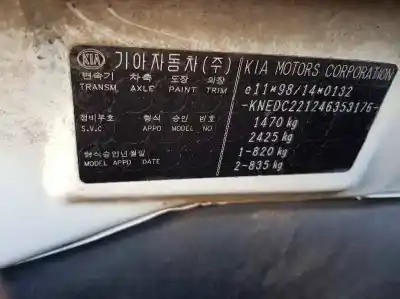 KIA 기아자동차(주)
변속기 차축 도장 의장
TRANSM. AXLE PAINT TRIM
정비부호 형식 승인 번호
S.V.C APPD MODEL NO
형식승인년월일
MODEL APPD DATE
KIA MOTORS CORPORATION
e11*98/14*0132
-KNEDC221246353176-
1470 kg
2425 kg
1-820 kg
2-835 kg